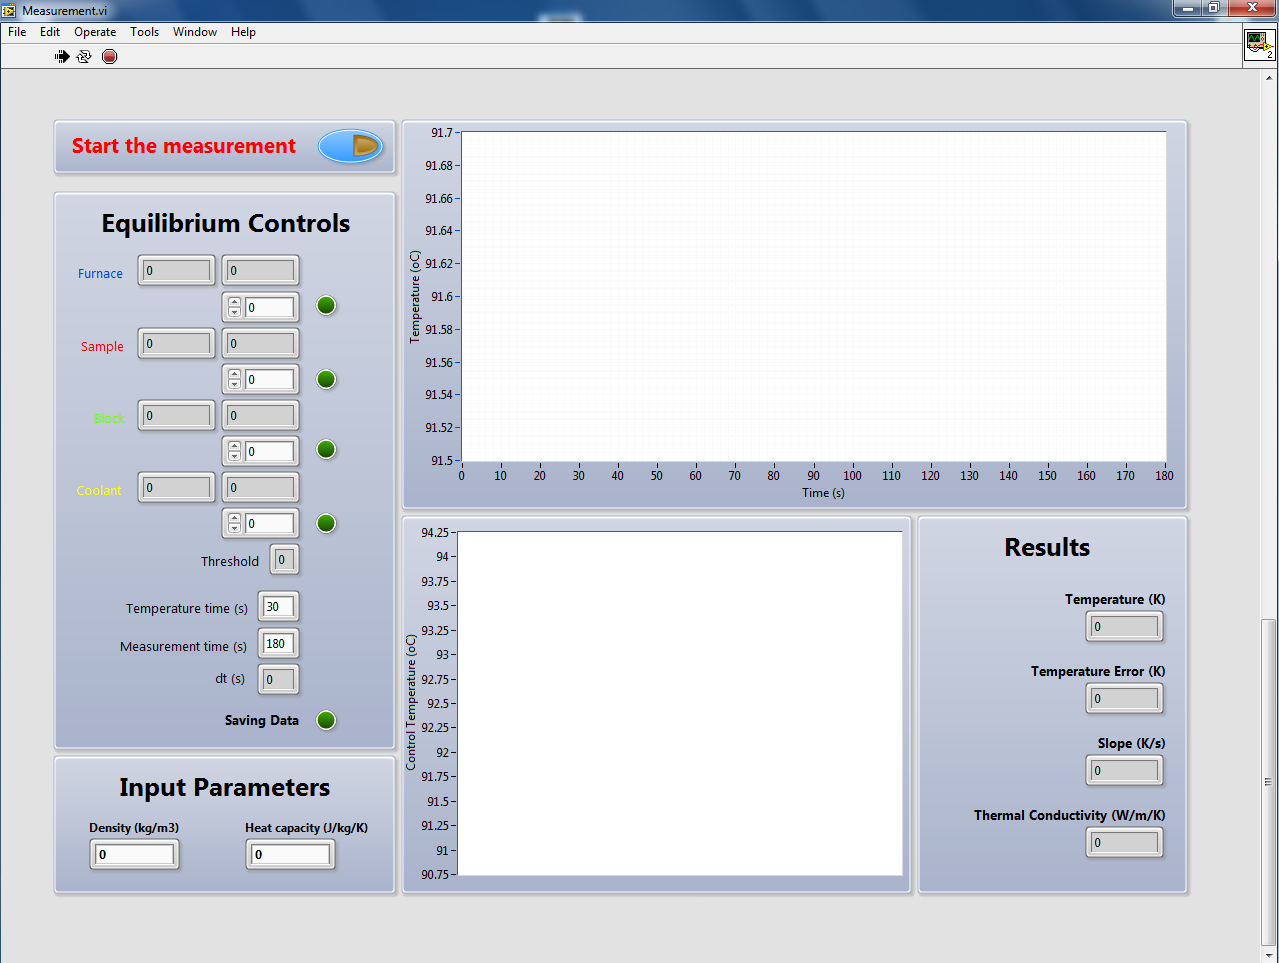 Measurement.vi
File Edit Operate Tools Window Help
2
Start the measurement
Equilibrium Controls
Furnace 0 0
0
Sample 0 0
0
Block 0 0
0
Coolant 0 0
0
Threshold 0
Temperature time (s) 30
Measurement time (s) 180
dt (s) 0
Saving Data
Input Parameters
Density (kg/m3) Heat capacity (J/kg/K)
0 0
Temperature (oC)
91.7
91.68
91.66
91.64
91.62
91.6
91.58
91.56
91.54
91.52
91.5
0 10 20 30 40 50 60 70 80 90 100 110 120 130 140 150 160 170 180
Time (s)
Control Temperature (oC)
94.25
94
93.75
93.5
93.25
93
92.75
92.5
92.25
92
91.75
91.5
91.25
91
90.75
Results
Temperature (K)
0
Temperature Error (K)
0
Slope (K/s)
0
Thermal Conductivity (W/m/K)
0